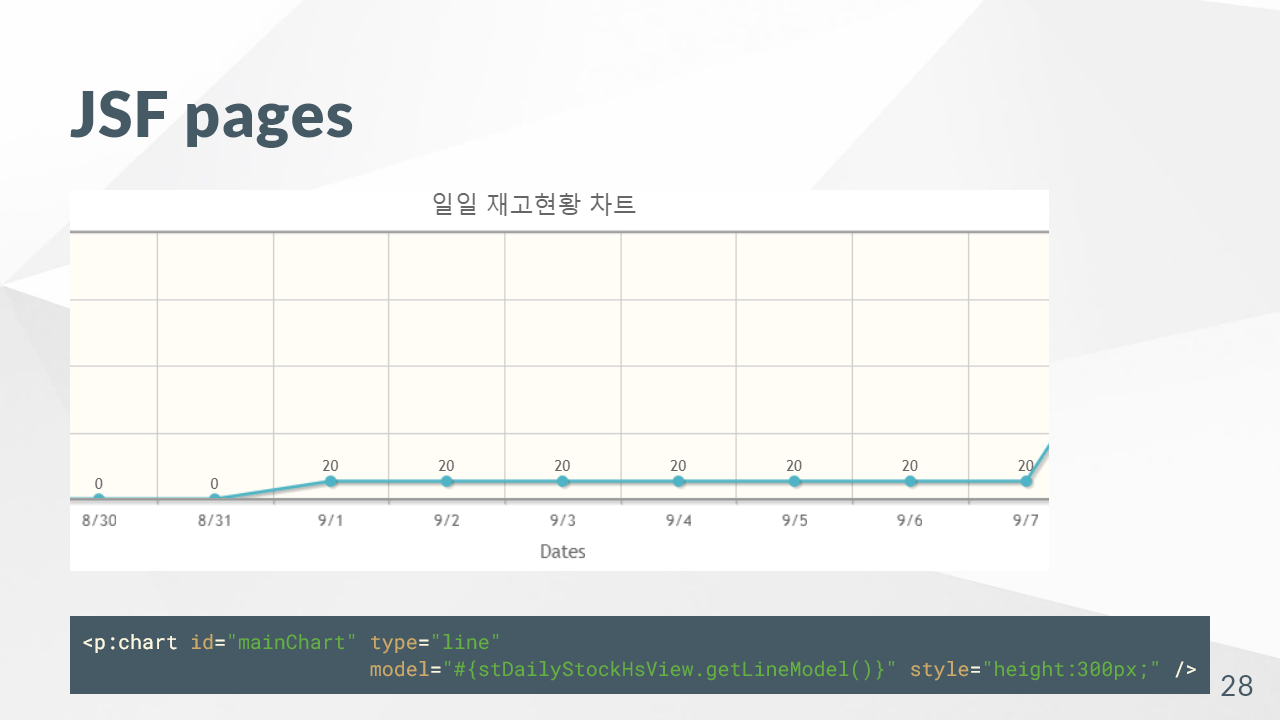 JSF pages
일일 재고현황 차트
0 0 20 20 20 20 20 20 20
8/30 8/31 9/1 9/2 9/3 9/4 9/5 9/6 9/7
Dates
<p:chart id="mainChart" type="line"
model="#{stDailyStockHsView.getLineModel()}" style="height:300px;" />
28